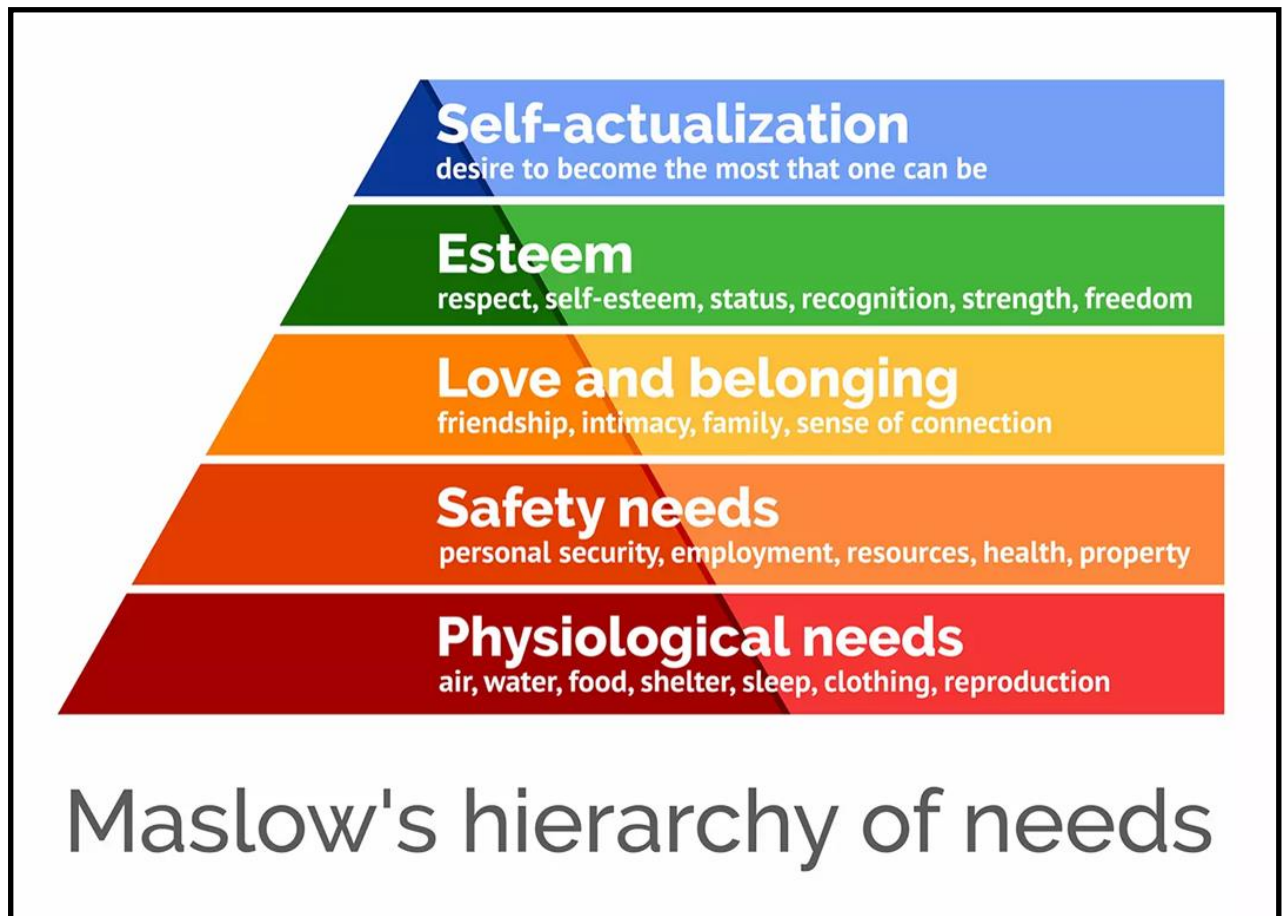 Self-actualization
desire to become the most that one can be
Esteem
respect, self-esteem, status, recognition, strength, freedom
Love and belonging
friendship, intimacy, family, sense of connection
Safety needs
personal security, employment, resources, health, property
Physiological needs
air, water, food, shelter, sleep, clothing, reproduction
Maslow's hierarchy of needs